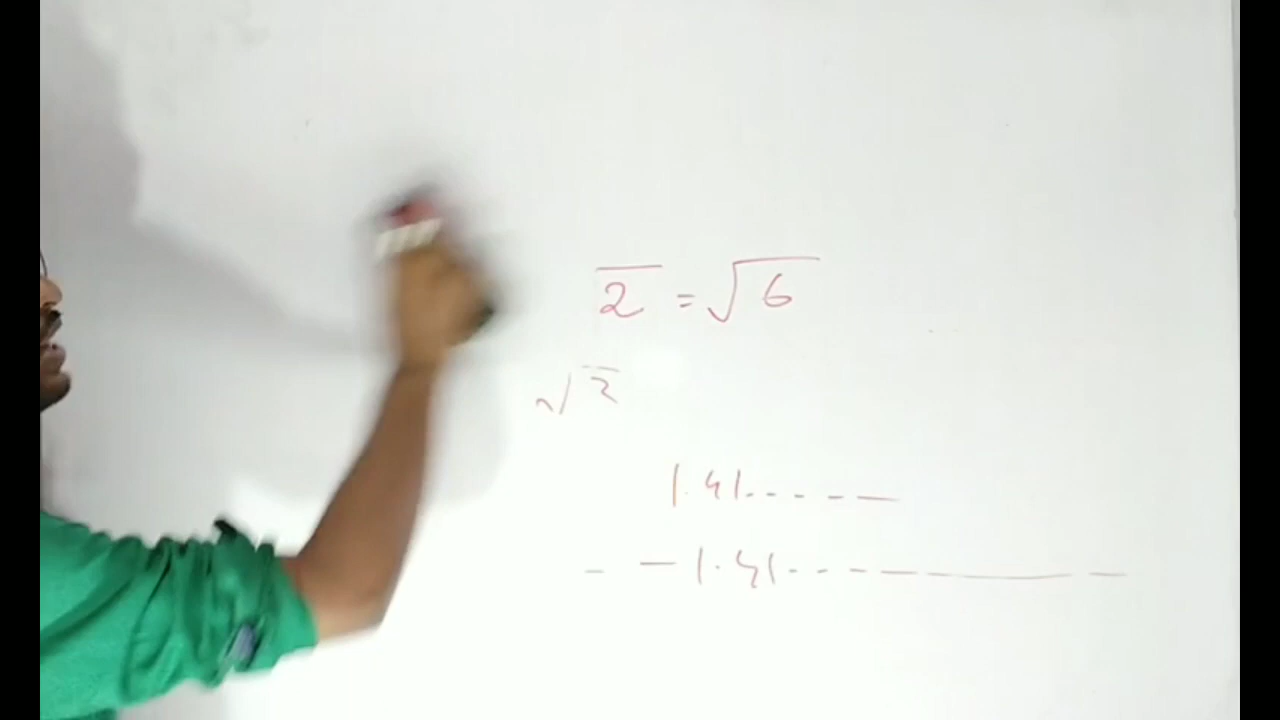 2 = √6
√2
1.41.... —
- -1.41.... — —